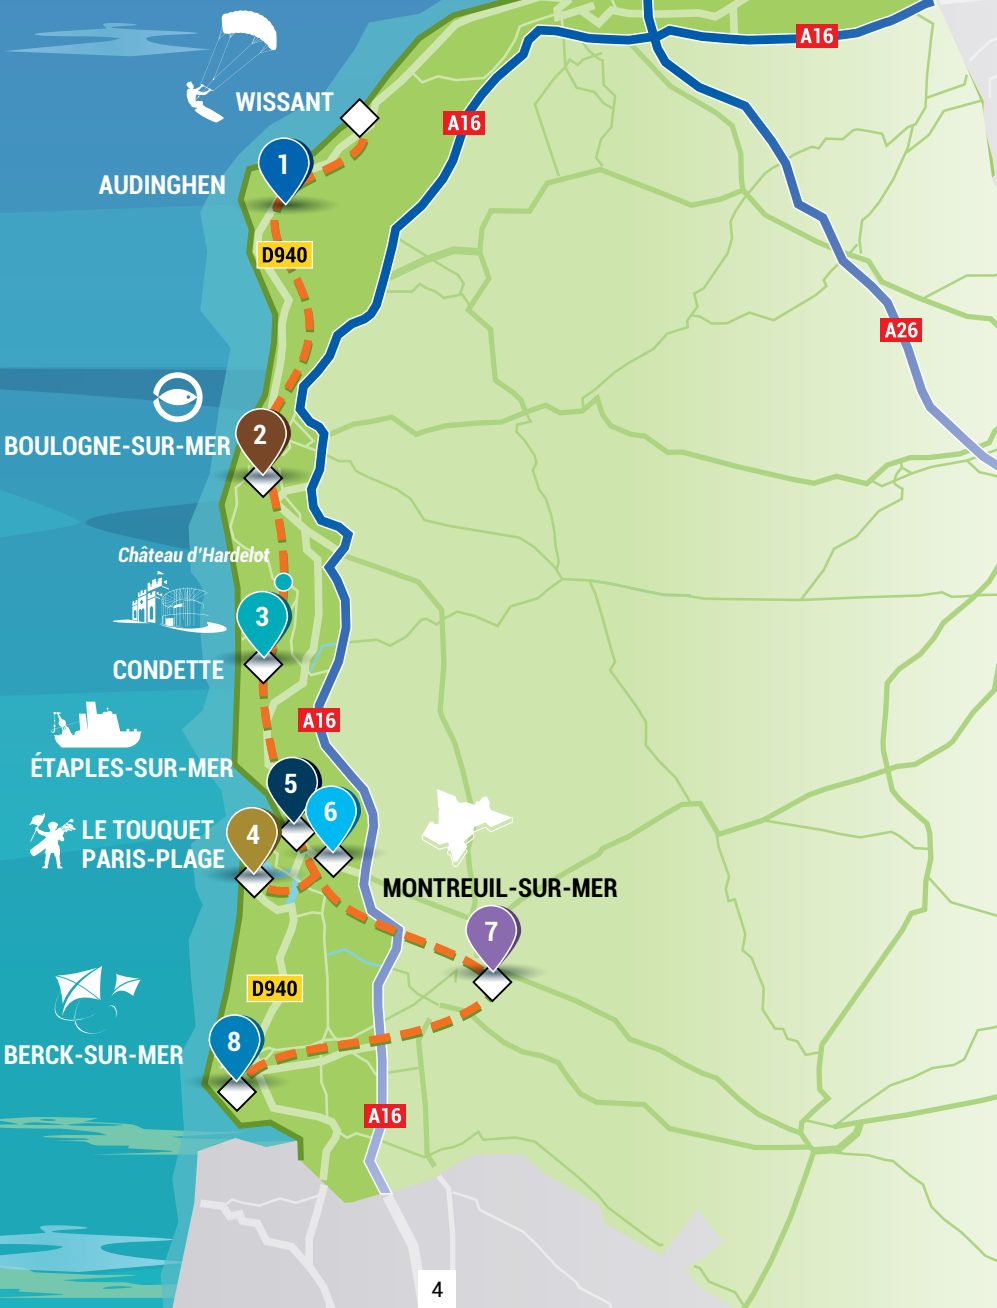 A16
WISSANT
A16
1
AUDINGHEN
D940
A26
2
BOULOGNE-SUR-MER
Château d'Hardelot
3
CONDETTE
A16
ÉTAPLES-SUR-MER
5
6
4
LE TOUQUET
PARIS-PLAGE
MONTREUIL-SUR-MER
7
D940
8
BERCK-SUR-MER
A16
4